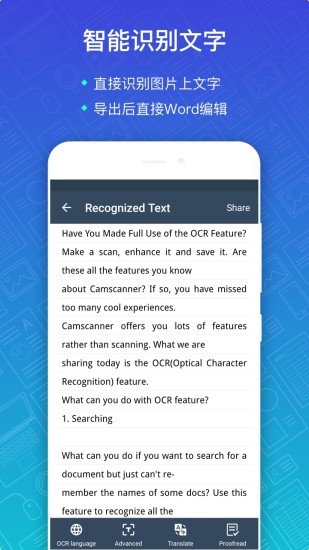 智能识别文字
直接识别图片上文字
导出后直接Word编辑
Recognized Text
Share
Have You Made Full Use of the OCR Feature?
Make a scan, enhance it and save it. Are
these all the features you know
about Camscanner? If so, you have missed
too many cool experiences.
Camscanner offers you lots of features
rather than scanning. What we are
sharing today is the OCR(Optical Character
Recognition) feature.
What can you do with OCR feature?
1. Searching
What can you do if you want to search for a
document but just can't re-
member the names of some docs? Use this
feature to recognize all the
OCR language
Advanced
Translate
Proofread